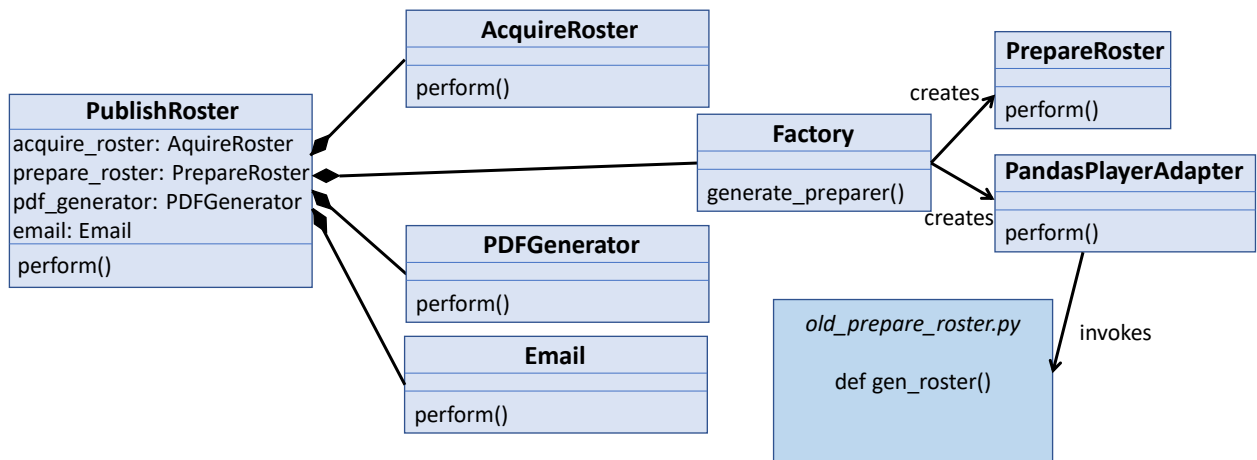 AcquireRoster
perform()
PublishRoster
acquire_roster: AquireRoster
prepare_roster: PrepareRoster
pdf_generator: PDFGenerator
email: Email
perform()
Factory
generate_preparer()
creates
creates
PrepareRoster
perform()
PandasPlayerAdapter
perform()
PDFGenerator
perform()
Email
perform()
invokes
old_prepare_roster.py
def gen_roster()